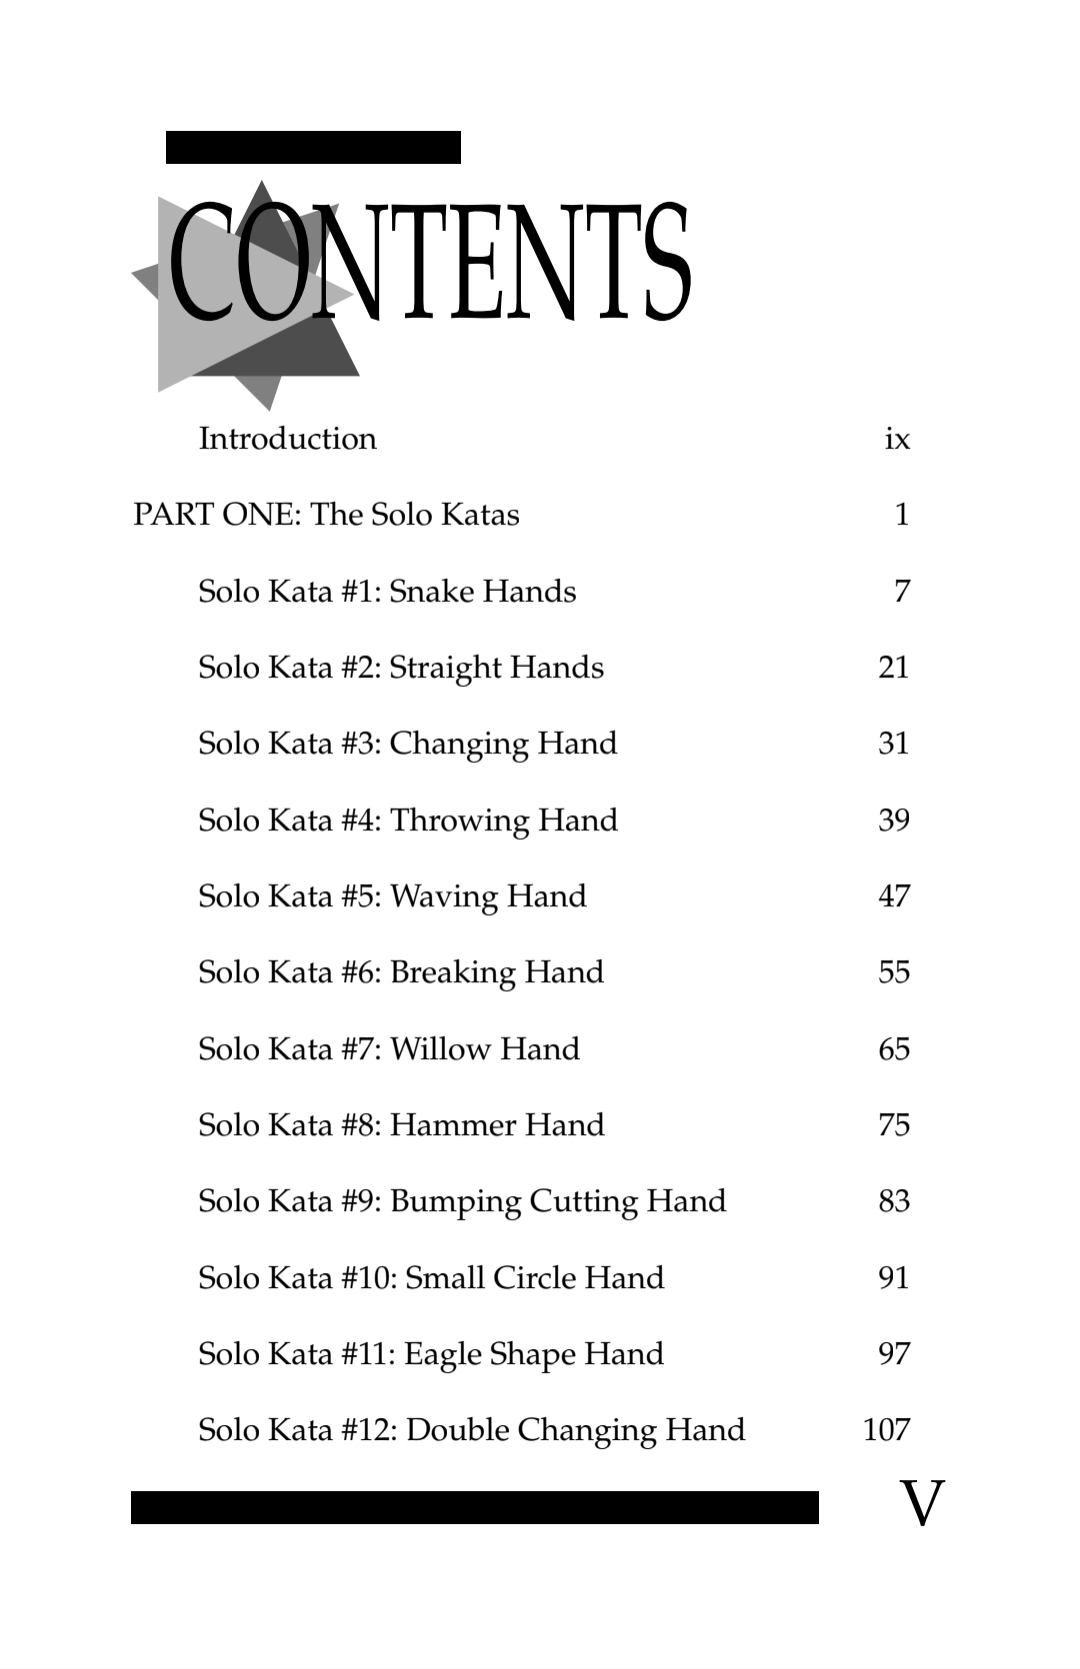 CONTENTS
Introduction ix
PART ONE: The Solo Katas 1
Solo Kata #1: Snake Hands 7
Solo Kata #2: Straight Hands 21
Solo Kata #3: Changing Hand 31
Solo Kata #4: Throwing Hand 39
Solo Kata #5: Waving Hand 47
Solo Kata #6: Breaking Hand 55
Solo Kata #7: Willow Hand 65
Solo Kata #8: Hammer Hand 75
Solo Kata #9: Bumping Cutting Hand 83
Solo Kata #10: Small Circle Hand 91
Solo Kata #11: Eagle Shape Hand 97
Solo Kata #12: Double Changing Hand 107
V